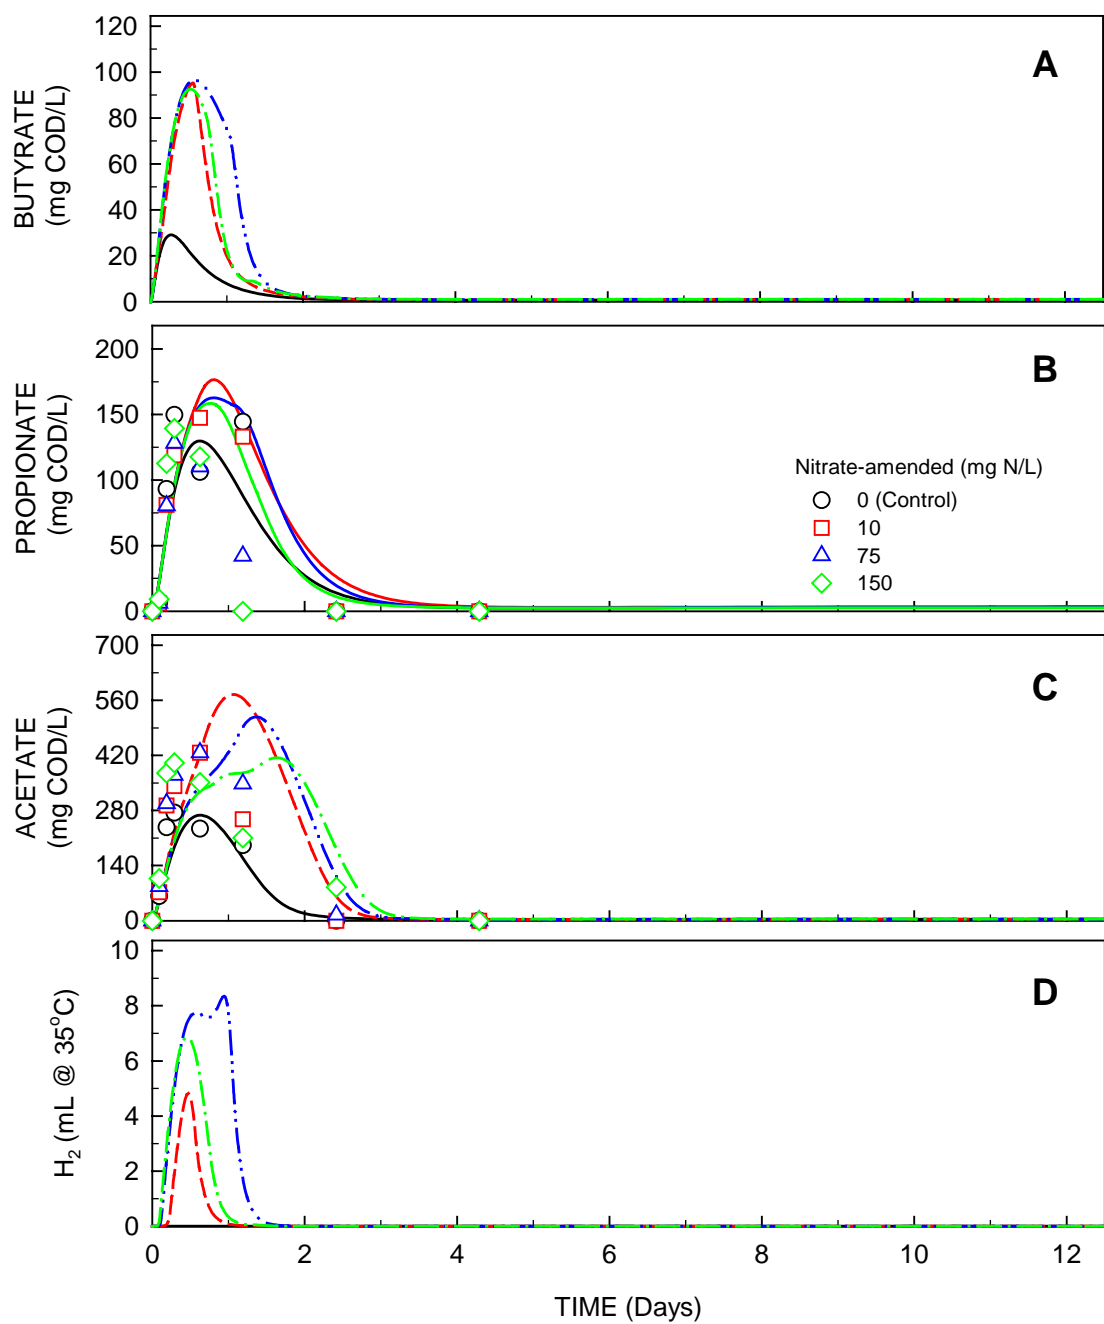 120
100
80
60
40
20
0
BUTYRATE
(mg COD/L)
A
200
150
100
50
0
PROPIONATE
(mg COD/L)
B
Nitrate-amended (mg N/L)
0 (Control)
10
75
150
700
560
420
280
140
0
ACETATE
(mg COD/L)
C
10
8
6
4
2
0
H₂ (mL @ 35°C)
D
0 2 4 6 8 10 12
TIME (Days)